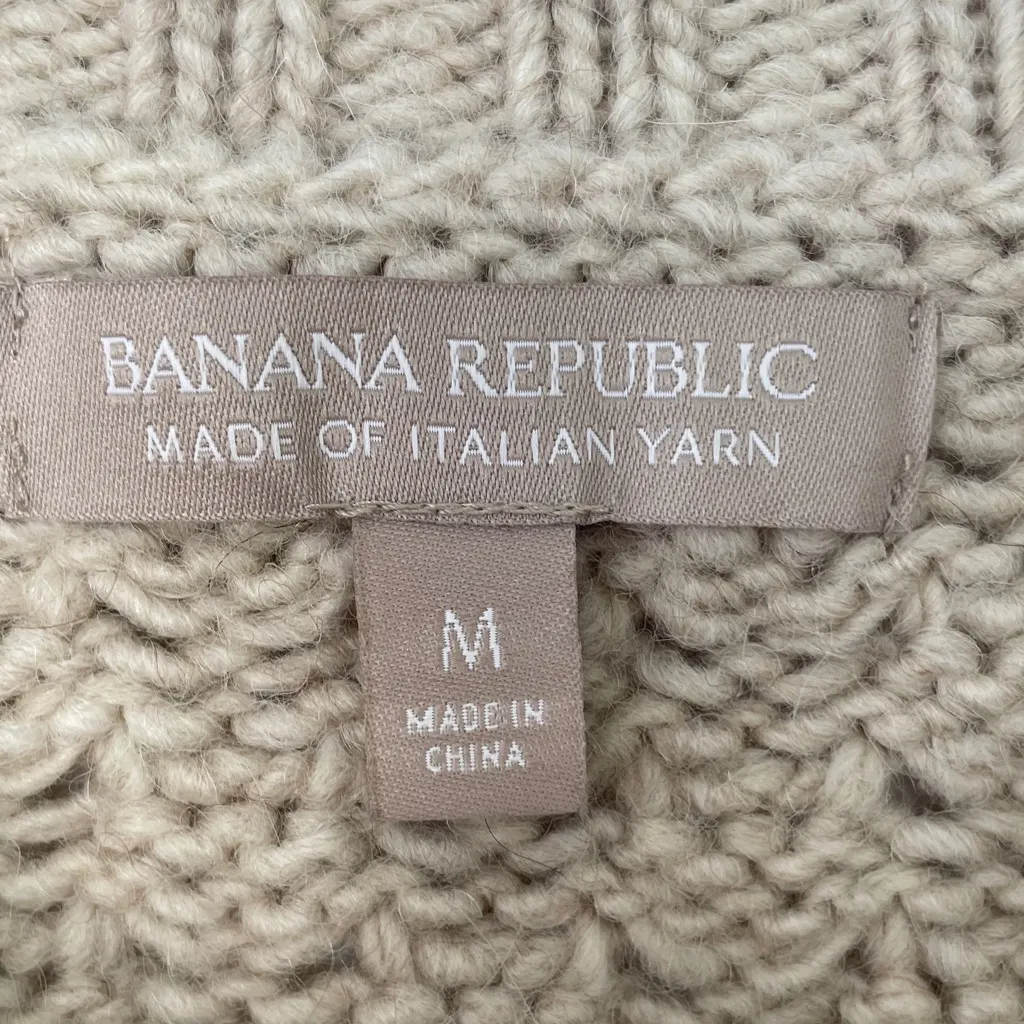 BANANA REPUBLIC
MADE OF ITALIAN YARN
M
MADE IN
CHINA